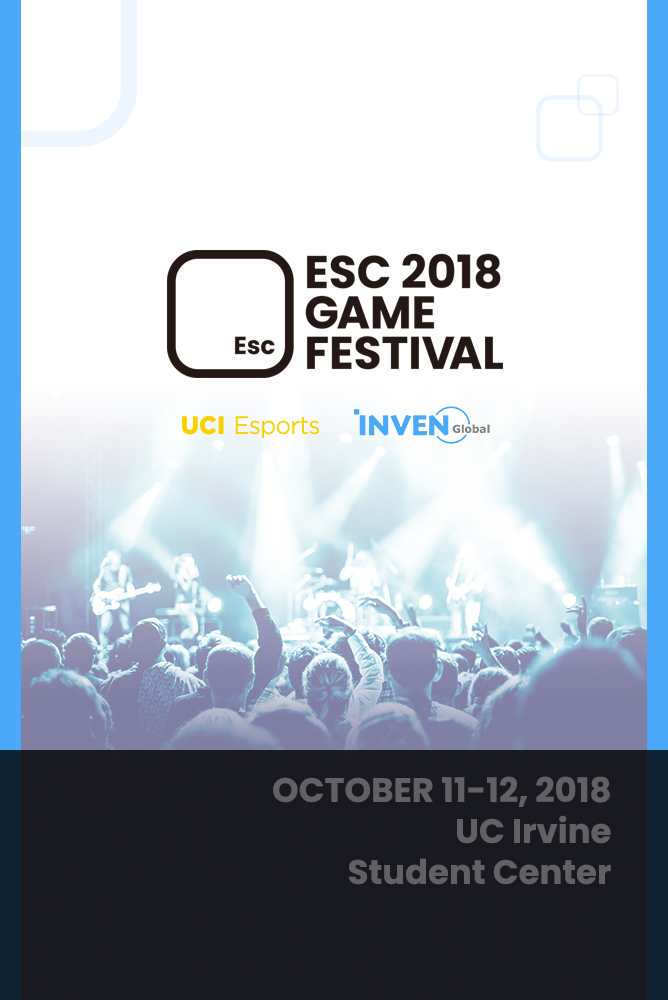 ESC 2018
GAME
FESTIVAL
Esc
UCI Esports
INVEN Global
OCTOBER 11-12, 2018
UC Irvine
Student Center